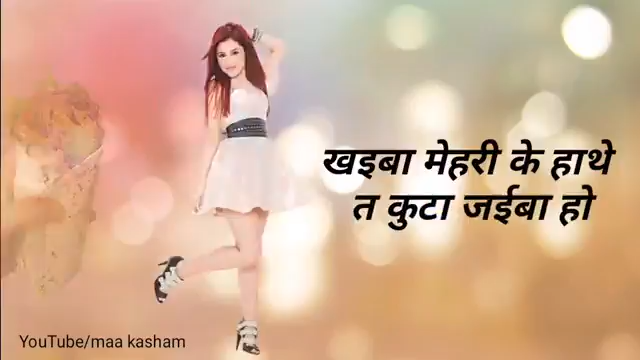 खइबा मेहरी के हाथे
त कुटा जईबा हो
YouTube/maa kasham